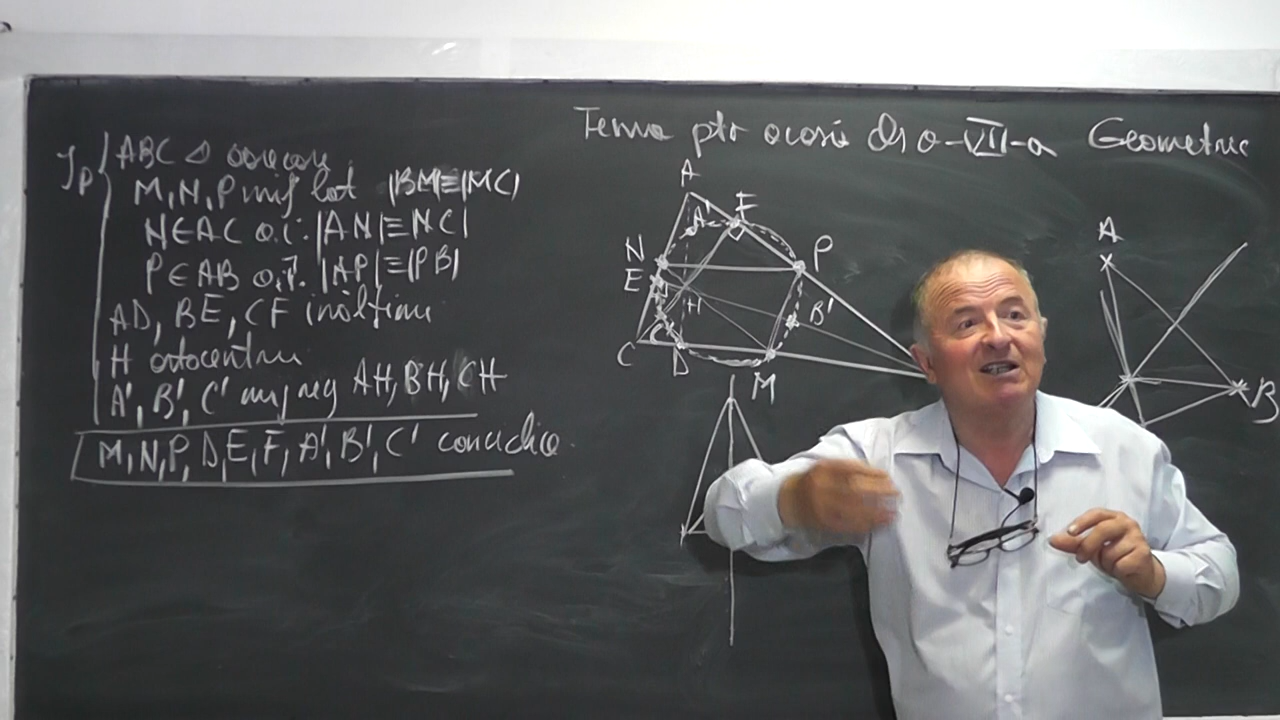 Tema ptr acasă cls a-VII-a Geometrie
Ip ABC △ oarecare
M, N, P mij lat |BM|≡|MC|
N∈AC a.î. |AN|≡NC|
P∈AB a.î. |AP|≡|PB|
AD, BE, CF înălțimi
H ortocentru
A', B', C' mij seg AH, BH, CH
M, N, P, D, E, F, A', B', C' conciclice
A
A'
F
N
P
E
H
B'
C'
C
D
M
A
B